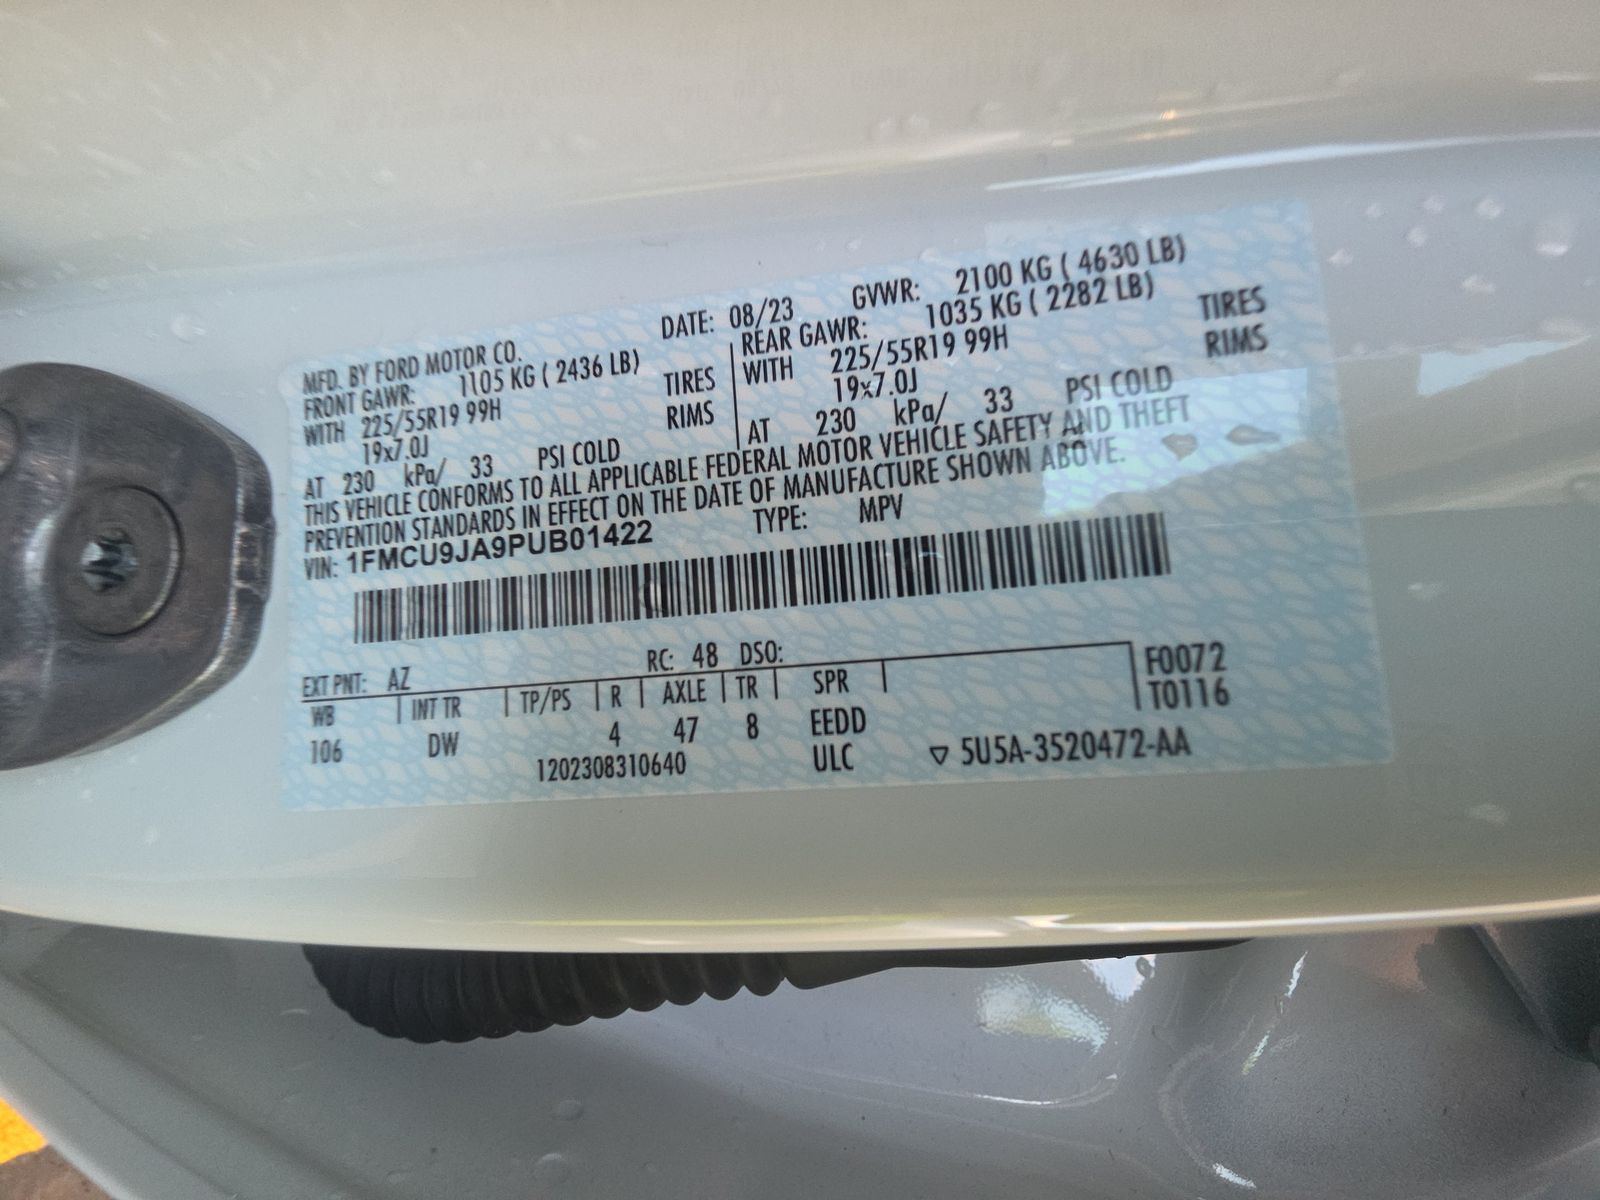 MFD. BY FORD MOTOR CO.
DATE: 08/23
GVWR: 2100 KG ( 4630 LB)
FRONT GAWR: 1105 KG ( 2436 LB)
WITH 225/55R19 99H TIRES
19x7.0J RIMS
AT 230 kPa/ 33 PSI COLD
REAR GAWR: 1035 KG ( 2282 LB)
WITH 225/55R19 99H TIRES
19x7.0J RIMS
AT 230 kPa/ 33 PSI COLD
THIS VEHICLE CONFORMS TO ALL APPLICABLE FEDERAL MOTOR VEHICLE SAFETY AND THEFT
PREVENTION STANDARDS IN EFFECT ON THE DATE OF MANUFACTURE SHOWN ABOVE.
VIN: 1FMCU9JA9PUB01422
TYPE: MPV
EXT PNT: AZ RC: 48 DSO:
WB INT TR TP/PS R AXLE TR SPR F0072
106 DW 4 47 8 EEDD T0116
1202308310640 ULC ▽ 5U5A-3520472-AA